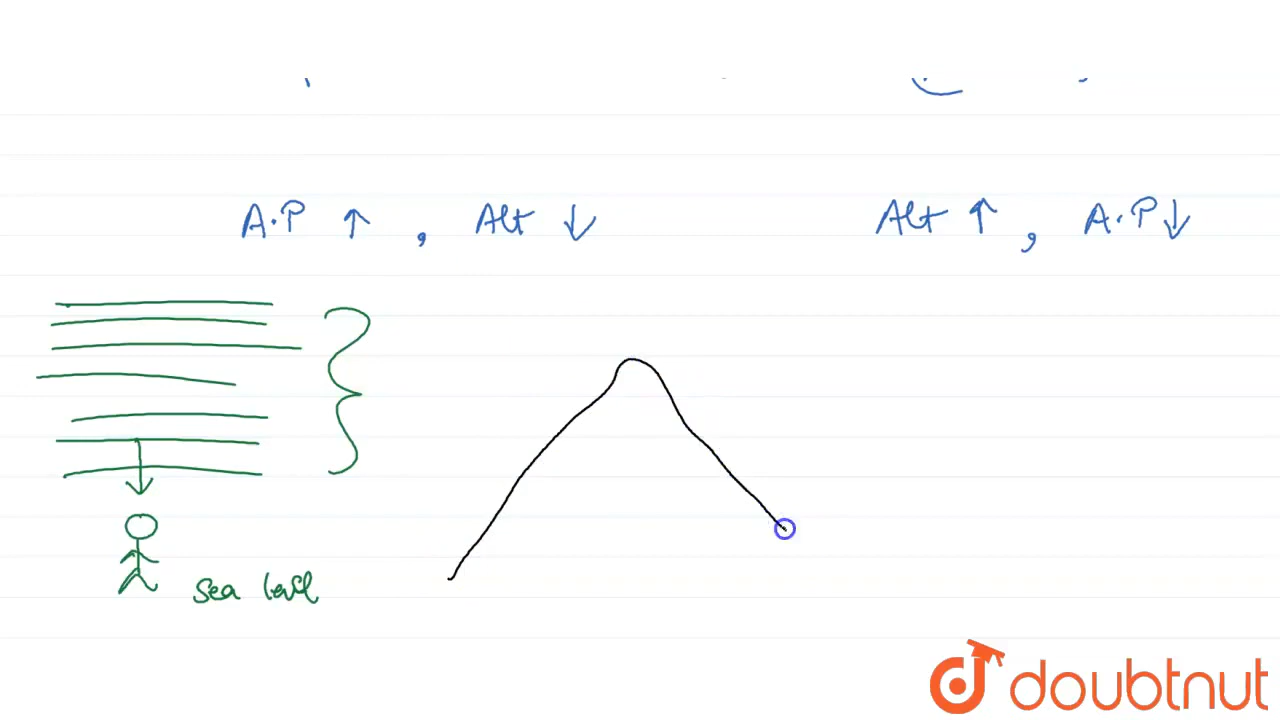 A.P ↑ , Alt ↓
Alt ↑ , A.P ↓
sea level
doubtnut